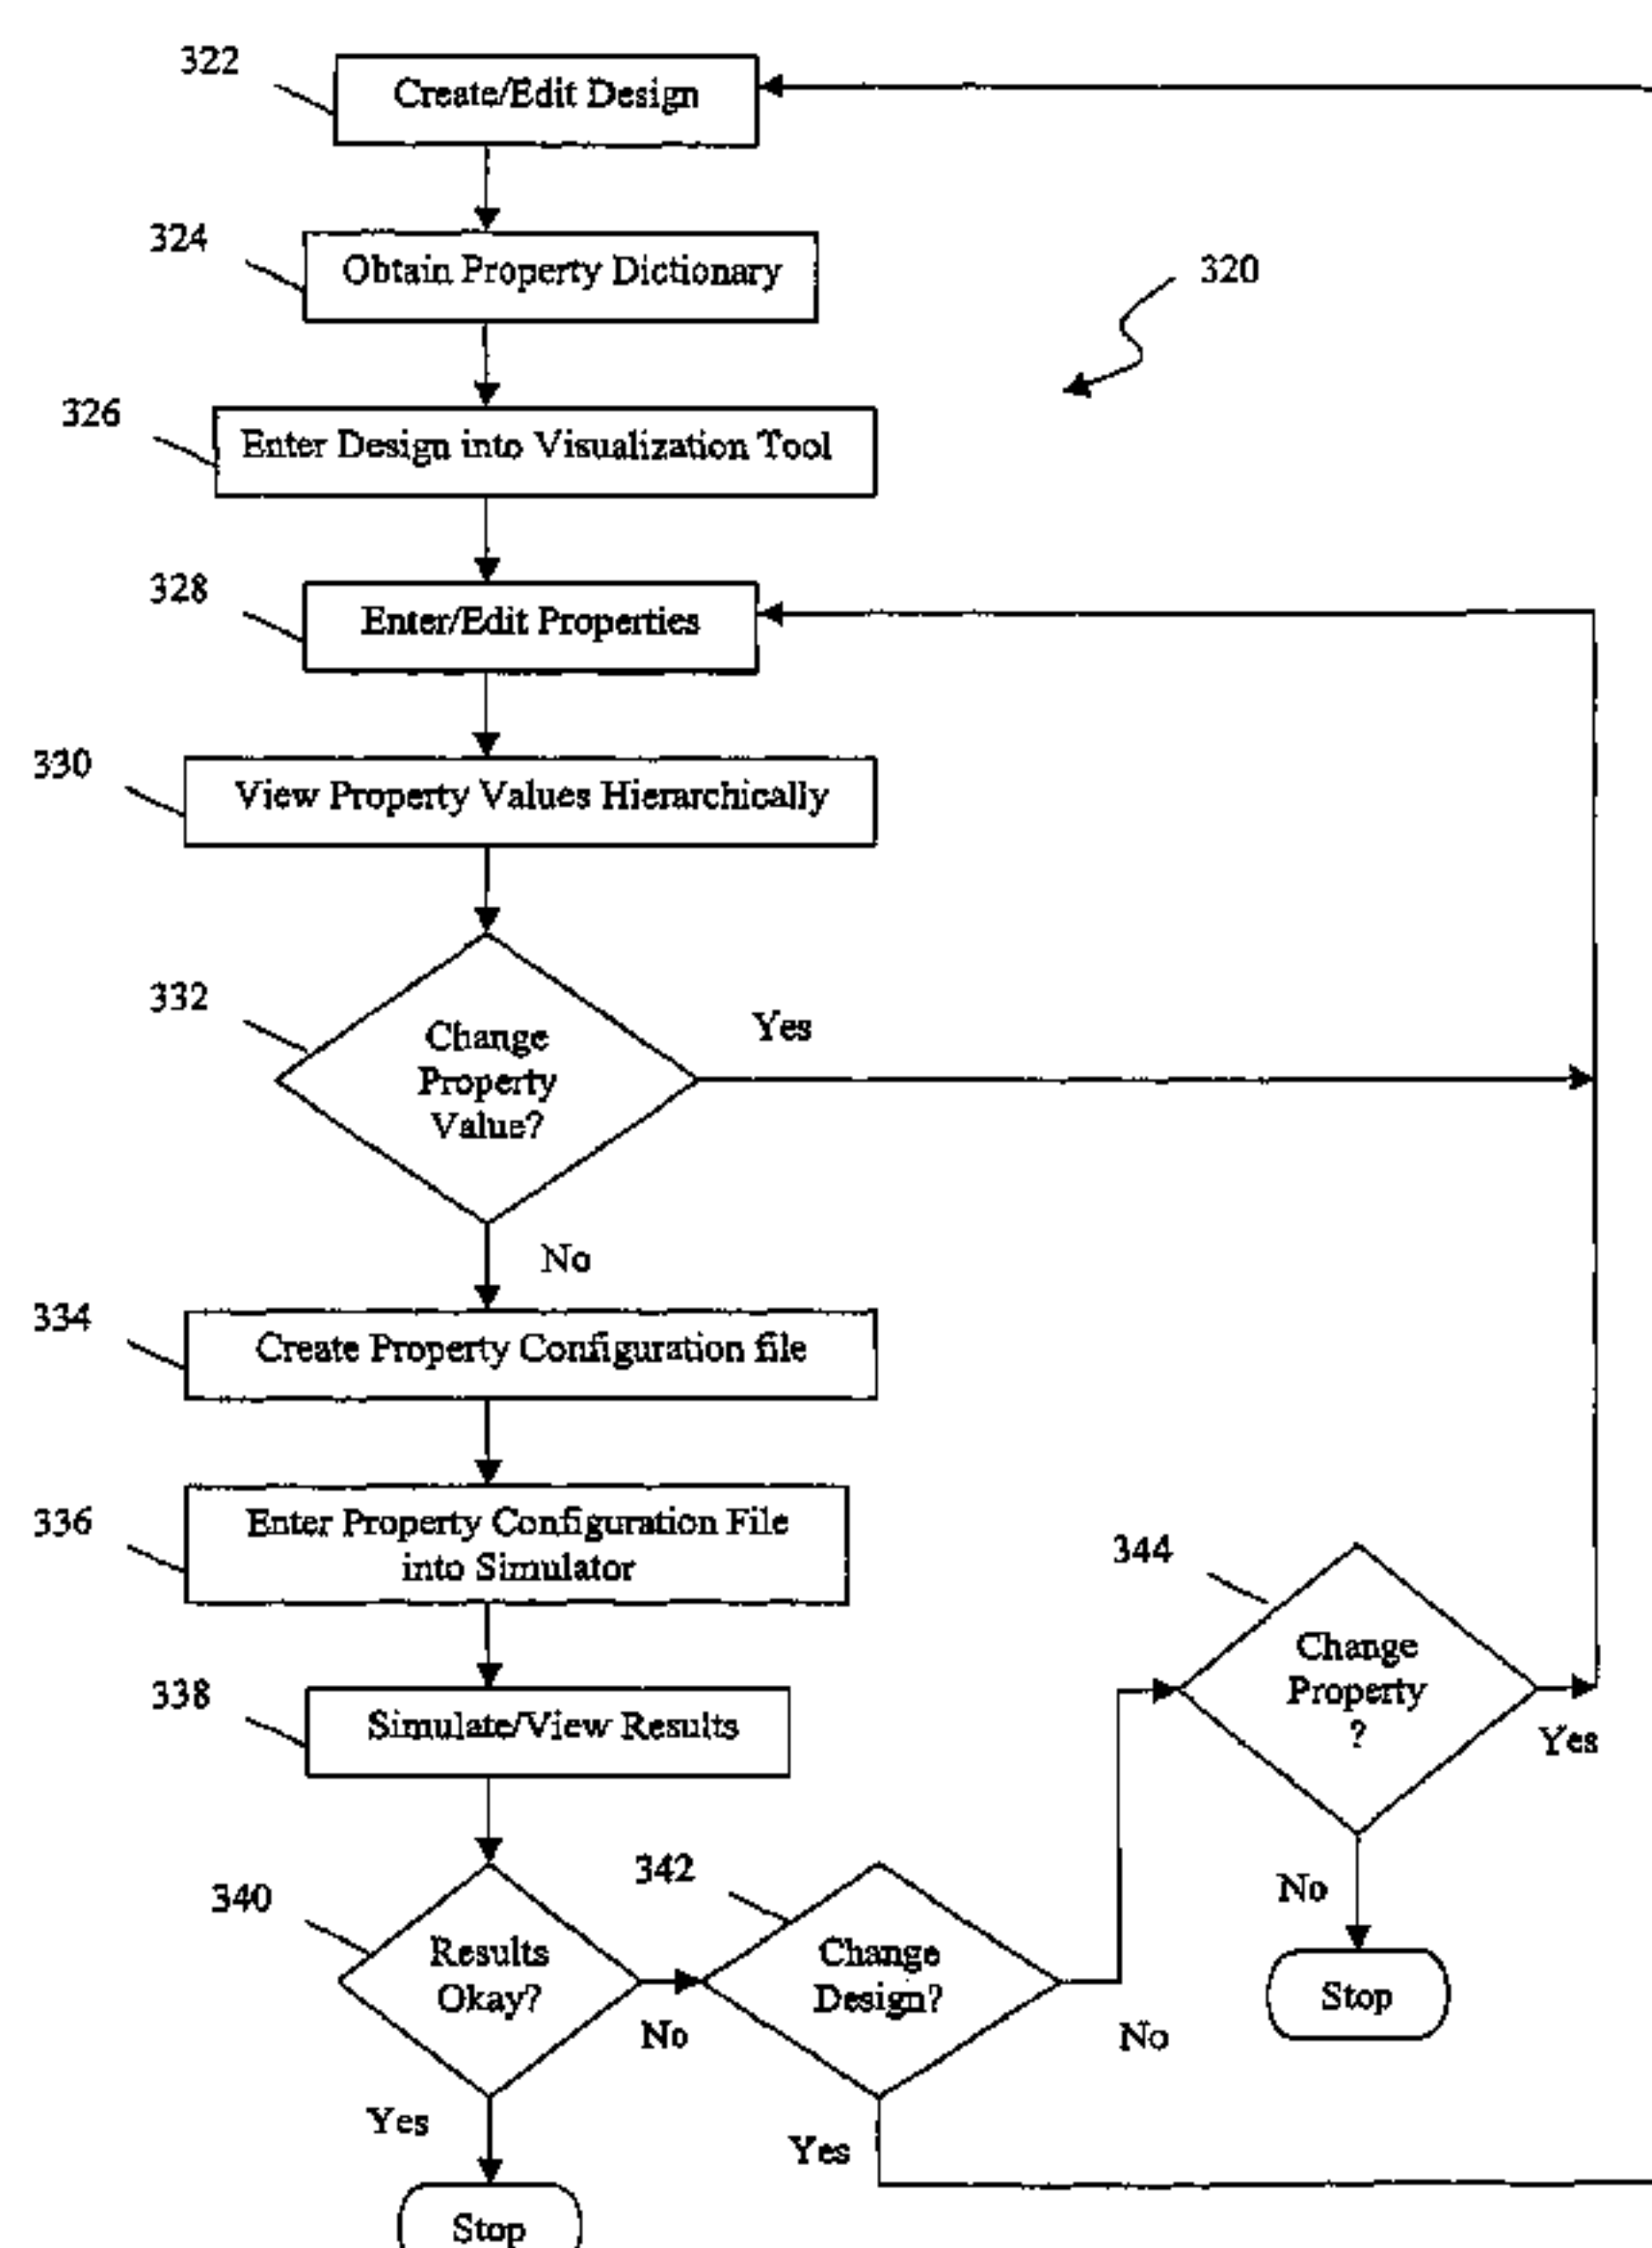 322
Create/Edit Design
324
Obtain Property Dictionary
320
326
Enter Design into Visualization Tool
328
Enter/Edit Properties
330
View Property Values Hierarchically
332
Change
Property
Value?
Yes
No
334
Create Property Configuration file
336
Enter Property Configuration File
into Simulator
344
Change
Property
?
Yes
338
Simulate/View Results
340
Results
Okay?
No
342
Change
Design?
No
No
Stop
Yes
Stop
Yes